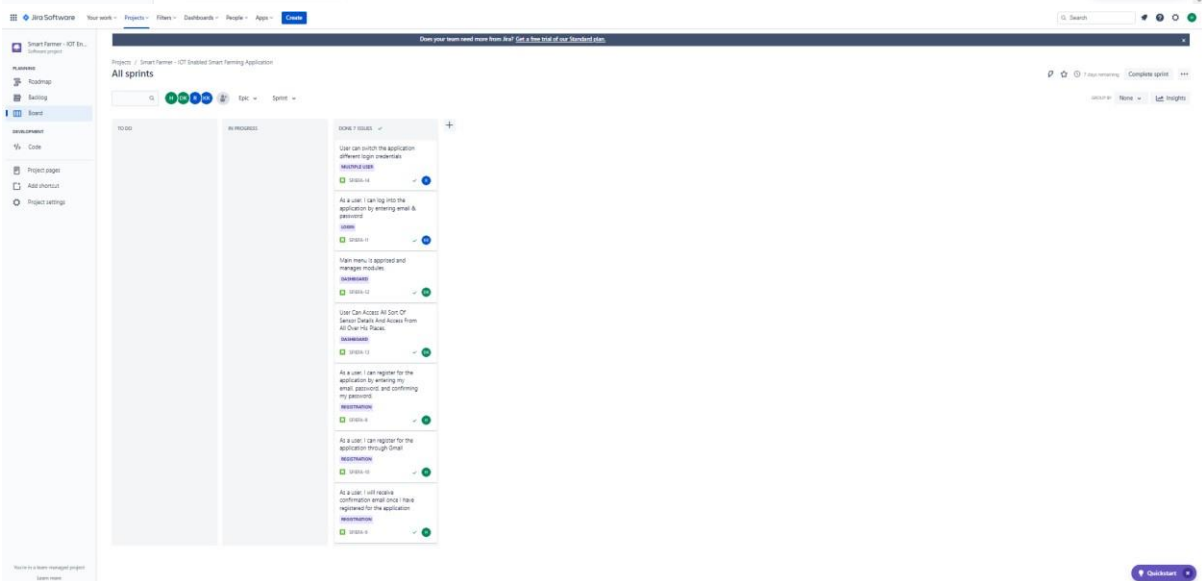 Jira Software Your work Projects Filters Dashboards People Apps Create
Search
Smart Farmer - IOT En...
Software project
Does your team need more from Jira? Get a free trial of our Standard plan.
PLANNING
Roadmap
Backlog
Board
DEVELOPMENT
Code
Project pages
Add shortcut
Project settings
Projects / Smart Farmer - IOT Enabled Smart Farming Application
All sprints
7 days remaining Complete sprint
Epic Sprint
GROUP BY None Insights
TO DO
IN PROGRESS
DONE 7 ISSUES
User can switch the application
different login credentials
MULTIPLE USER
As a user, I can log into the
application by entering email &
password
LOGIN
Main menu is apprised and
manages modules.
DASHBOARD
User Can Access All Sort Of
Sensor Details And Access From
All Over His Places.
DASHBOARD
As a user, I can register for the
application by entering my
email, password, and confirming
my password.
REGISTRATION
As a user, I can register for the
application through Gmail
REGISTRATION
As a user, I will receive
confirmation email once I have
registered for the application
REGISTRATION
You're in a team-managed project
Learn more
Quickstart